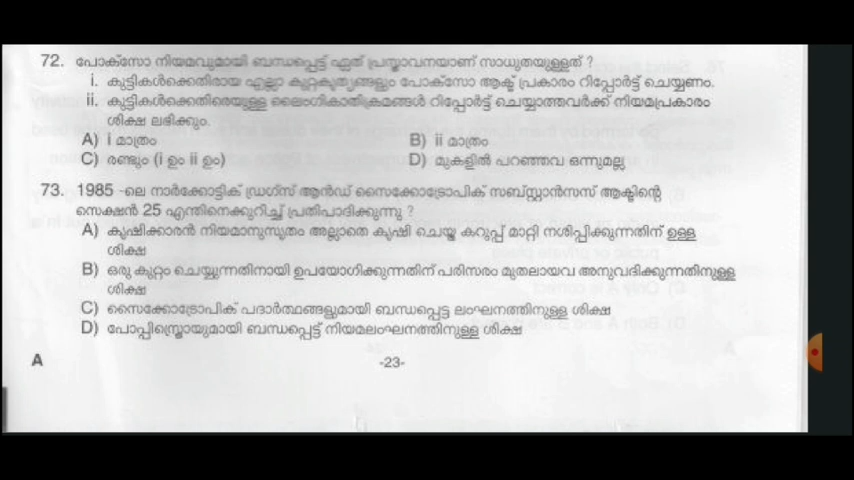 72. പോക്സോ നിയമവുമായി ബന്ധപ്പെട്ട് ഏത് പ്രസ്താവനയാണ് സാധുതയുള്ളത് ?
i. കുട്ടികൾക്കെതിരായ എല്ലാ കുറ്റകൃത്യങ്ങളും പോക്സോ ആക്ട് പ്രകാരം റിപ്പോർട്ട് ചെയ്യണം.
ii. കുട്ടികൾക്കെതിരെയുള്ള ലൈംഗികാതിക്രമങ്ങൾ റിപ്പോർട്ട് ചെയ്യാത്തവർക്ക് നിയമപ്രകാരം
ശിക്ഷ ലഭിക്കും.
A) i മാത്രം B) ii മാത്രം
C) രണ്ടും (i ഉം ii ഉം) D) മുകളിൽ പറഞ്ഞവ ഒന്നുമല്ല
73. 1985 -ലെ നാർക്കോട്ടിക് ഡ്രഗ്സ് ആൻഡ് സൈക്കോട്രോപിക് സബ്സ്റ്റാൻസസ് ആക്ടിന്റെ
സെക്ഷൻ 25 എന്തിനെക്കുറിച്ച് പ്രതിപാദിക്കുന്നു ?
A) കൃഷിക്കാരൻ നിയമാനുസൃതം അല്ലാതെ കൃഷി ചെയ്ത കറുപ്പ് മാറ്റി നശിപ്പിക്കുന്നതിന് ഉള്ള
ശിക്ഷ
B) ഒരു കുറ്റം ചെയ്യുന്നതിനായി ഉപയോഗിക്കുന്നതിന് പരിസരം മുതലായവ അനുവദിക്കുന്നതിനുള്ള
ശിക്ഷ
C) സൈക്കോട്രോപിക് പദാർത്ഥങ്ങളുമായി ബന്ധപ്പെട്ട ലംഘനത്തിനുള്ള ശിക്ഷ
D) പോപ്പിസ്ട്രോയുമായി ബന്ധപ്പെട്ട് നിയമലംഘനത്തിനുള്ള ശിക്ഷ
A -23-